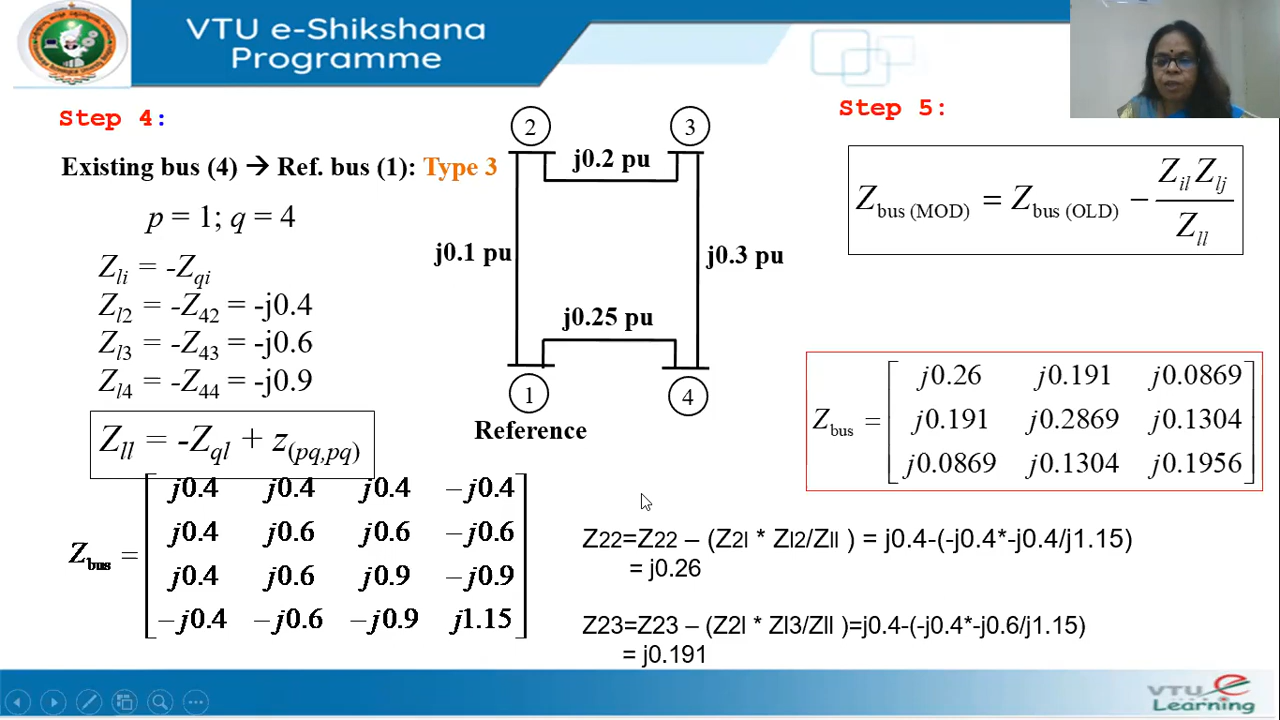 VTU e-Shikshana
Programme
Step 4:
Existing bus (4) → Ref. bus (1): Type 3
p = 1; q = 4
Z_li = -Z_qi
Z_l2 = -Z_42 = -j0.4
Z_l3 = -Z_43 = -j0.6
Z_l4 = -Z_44 = -j0.9
Z_ll = -Z_ql + z_(pq,pq)
Z_bus =
j0.4 j0.4 j0.4 −j0.4
j0.4 j0.6 j0.6 −j0.6
j0.4 j0.6 j0.9 −j0.9
−j0.4 −j0.6 −j0.9 j1.15
2
3
j0.2 pu
j0.1 pu
j0.3 pu
j0.25 pu
1
4
Reference
Step 5:
Z_bus (MOD) = Z_bus (OLD) − Z_il Z_lj / Z_ll
Z_bus =
j0.26 j0.191 j0.0869
j0.191 j0.2869 j0.1304
j0.0869 j0.1304 j0.1956
Z22=Z22 – (Z2l * Zl2/Zll ) = j0.4-(-j0.4*-j0.4/j1.15)
= j0.26
Z23=Z23 – (Z2l * Zl3/Zll )=j0.4-(-j0.4*-j0.6/j1.15)
= j0.191
VTU e
Learning